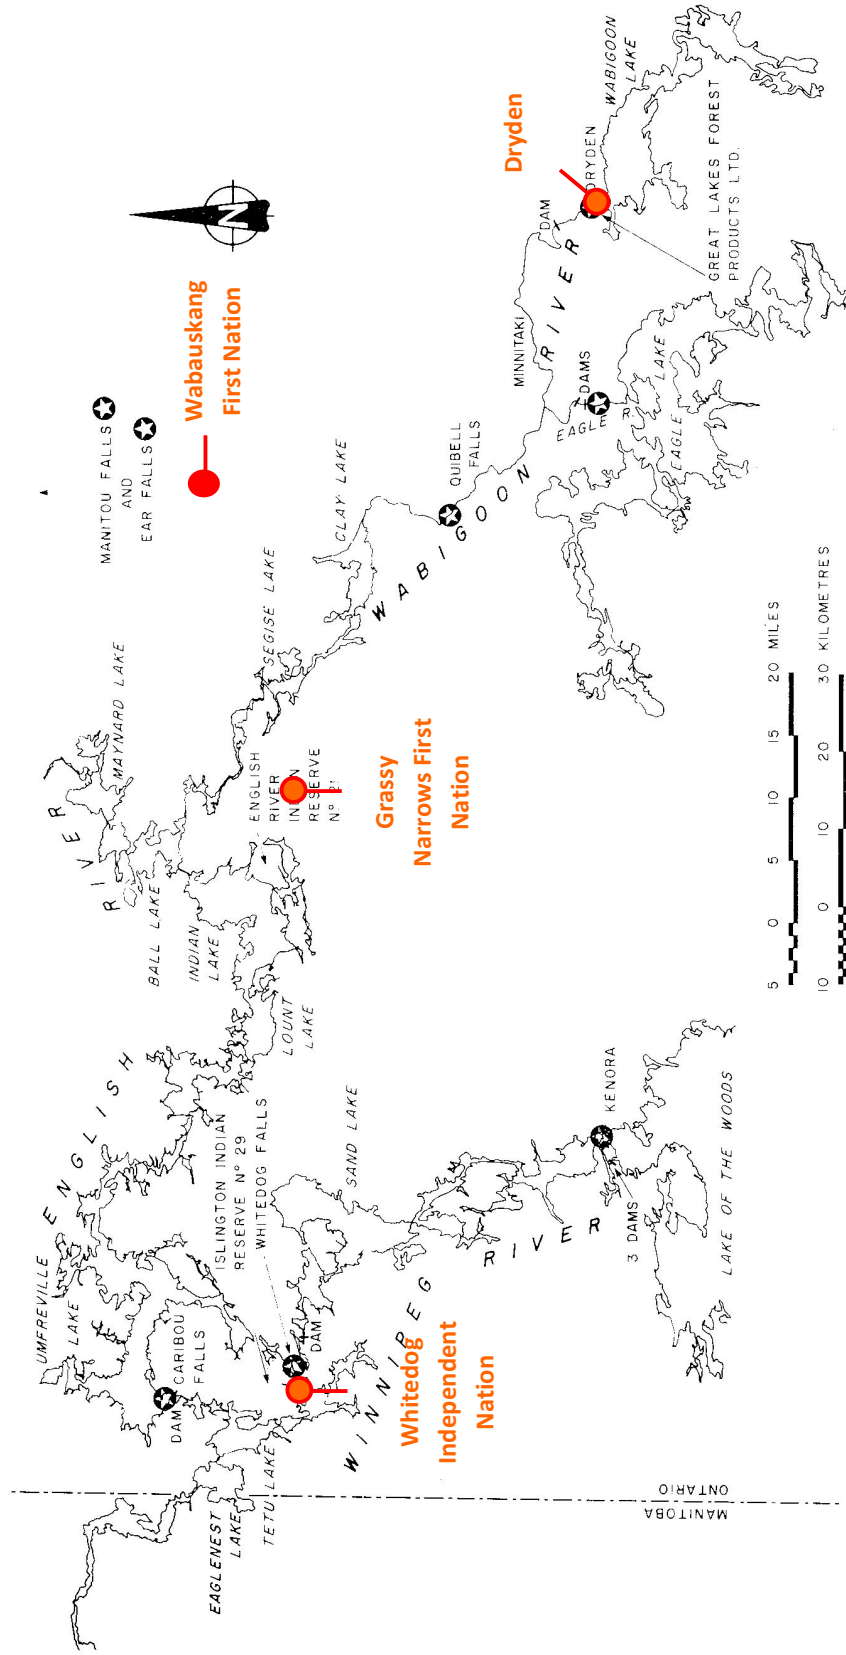 UMFREVILLE
LAKE
ENGLISH
RIVER
MAYNARD LAKE
MANITOU FALLS
AND
EAR FALLS
N
Wabauskang
First Nation
DAM
CARIBOU
FALLS
ISLINGTON INDIAN
RESERVE Nº 29
WHITEDOG FALLS
BALL LAKE
INDIAN
LAKE
LOUNT
LAKE
ENGLISH
RIVER
RESERVE
SEGISE LAKE
CLAY LAKE
EAGLENEST
LAKE
TETU LAKE
DAM
SAND LAKE
Whitedog
Independent
Nation
WINNIPEG
RIVER
Grassy
Narrows First
Nation
WABIGOON
RIVER
QUIBELL
FALLS
MINNITAKI
DAM
Dryden
DRYDEN
WABIGOON
LAKE
EAGLE R.
DAMS
EAGLE
LAKE
GREAT LAKES FOREST
PRODUCTS LTD.
KENORA
3 DAMS
LAKE OF THE WOODS
MANITOBA
ONTARIO
5 0 5 10 15 20 MILES
10 0 10 20 30 KILOMETRES